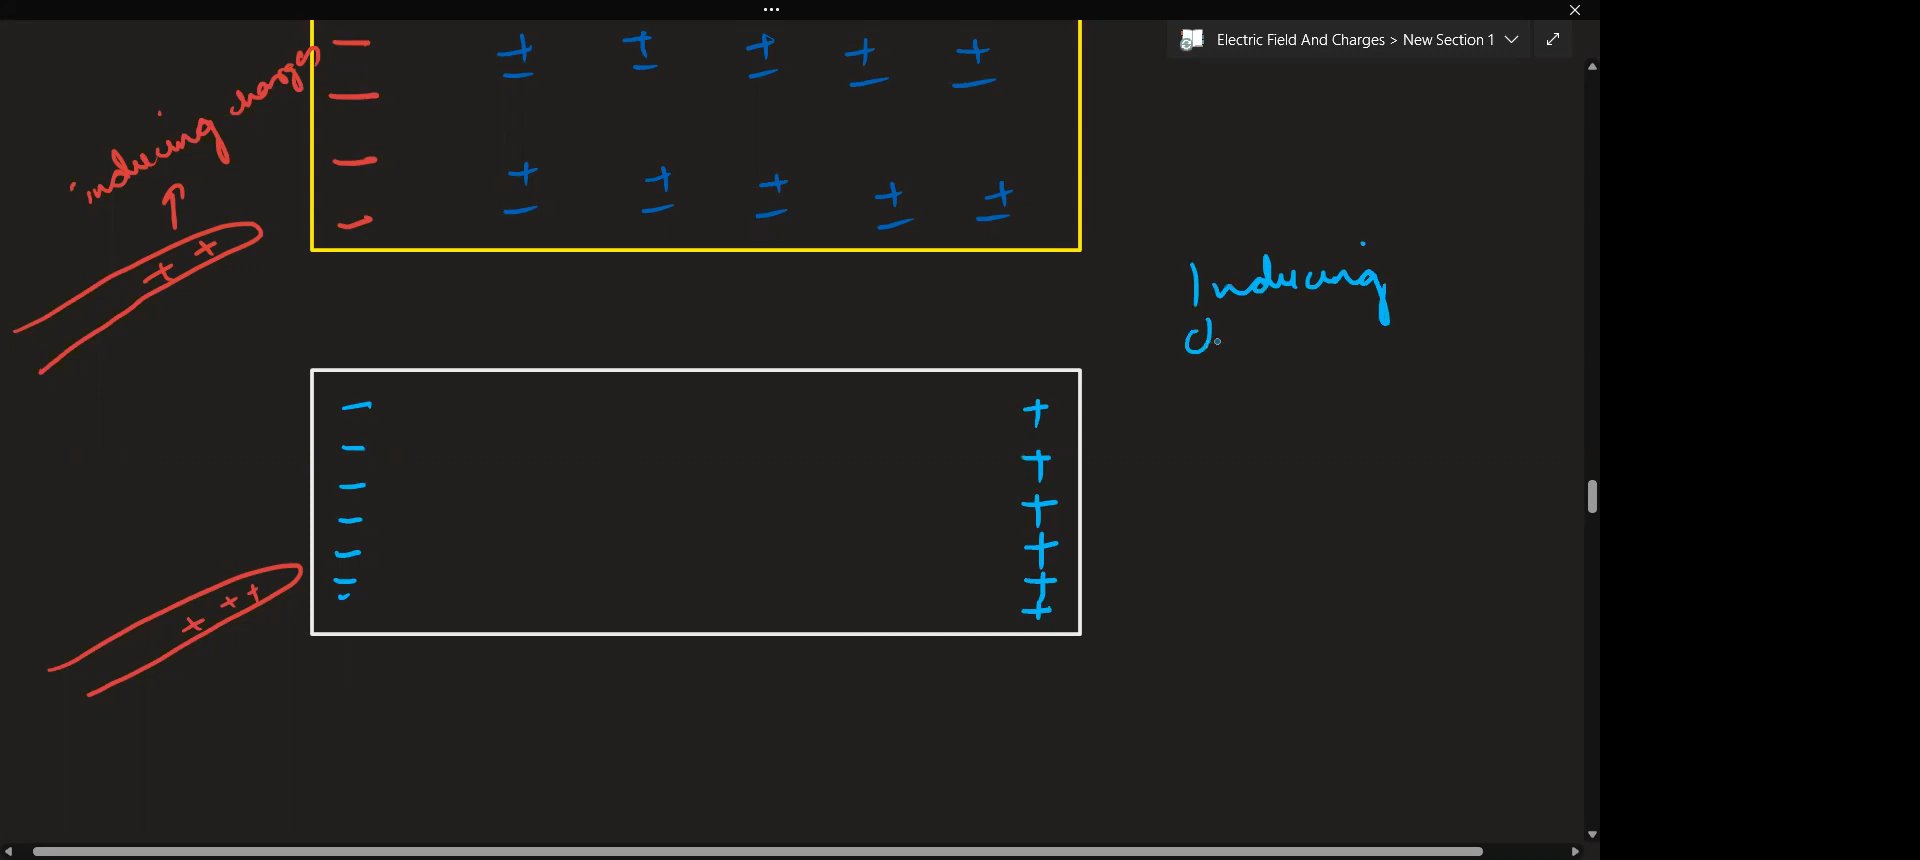 Electric Field And Charges > New Section 1
inducing charges
Inducing